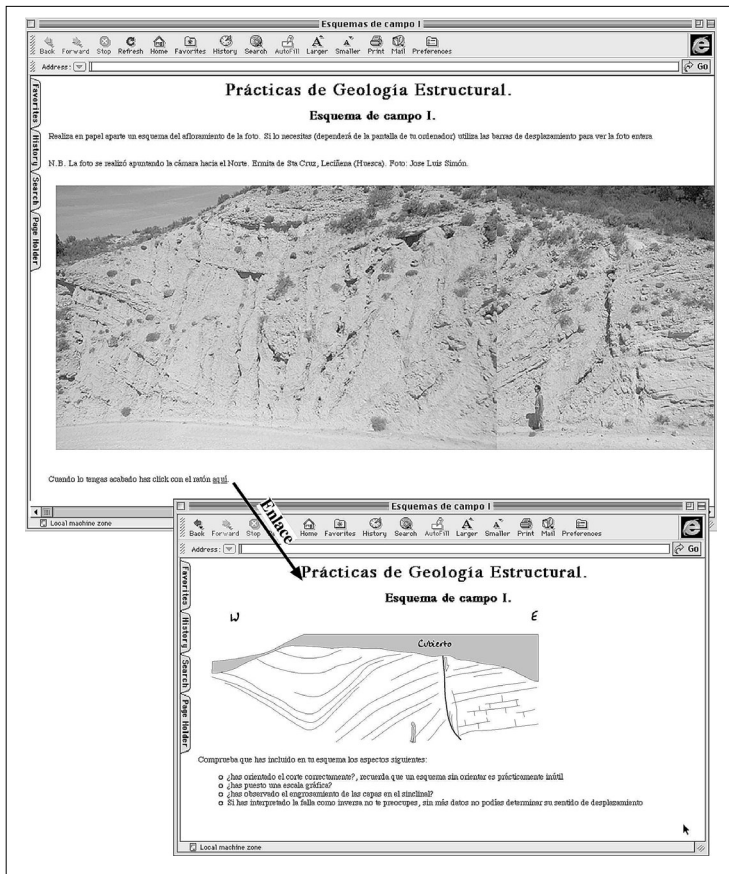 Esquemas de campo I
Back Forward Stop Refresh Home Favorites History Search AutoFill Larger Smaller Print Mail Preferences
Address: Go
Favorites
History
Search
Page Holder
Prácticas de Geología Estructural.
Esquema de campo I.
Realiza en papel aparte un esquema del afloramiento de la foto. Si lo necesitas (dependerá de la pantalla de tu ordenador) utiliza las barras de desplazamiento para ver la foto entera
N.B. La foto se realizó apuntando la cámara hacia el Norte. Ermita de Sta Cruz, Leciñena (Huesca). Foto: Jose Luis Simón.
Cuando lo tengas acabado haz click con el ratón aquí.
Local machine zone
Enlace
Esquemas de campo I
Back Forward Stop Home Favorites History Search AutoFill Larger Smaller Print Mail Preferences
Address: Go
Favorites
History
Search
Page Holder
Prácticas de Geología Estructural.
Esquema de campo I.
W E
Cubierto
Comprueba que has incluido en tu esquema los aspectos siguientes:
¿has orientado el corte correctamente?, recuerda que un esquema sin orientar es prácticamente inútil
¿has puesto una escala gráfica?
¿has observado el engrosamiento de las capas en el sinclinal?
Si has interpretado la falla como inversa no te preocupes, sin más datos no podías determinar su sentido de desplazamiento
Local machine zone